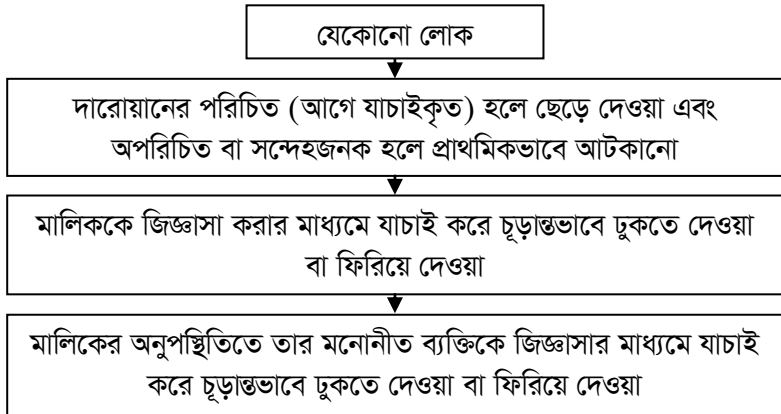 যেকোনো লোক
দারোয়ানের পরিচিত (আগে যাচাইকৃত) হলে ছেড়ে দেওয়া এবং
অপরিচিত বা সন্দেহজনক হলে প্রাথমিকভাবে আটকানো
মালিককে জিজ্ঞাসা করার মাধ্যমে যাচাই করে চূড়ান্তভাবে ঢুকতে দেওয়া
বা ফিরিয়ে দেওয়া
মালিকের অনুপস্থিতিতে তার মনোনীত ব্যক্তিকে জিজ্ঞাসার মাধ্যমে যাচাই
করে চূড়ান্তভাবে ঢুকতে দেওয়া বা ফিরিয়ে দেওয়া